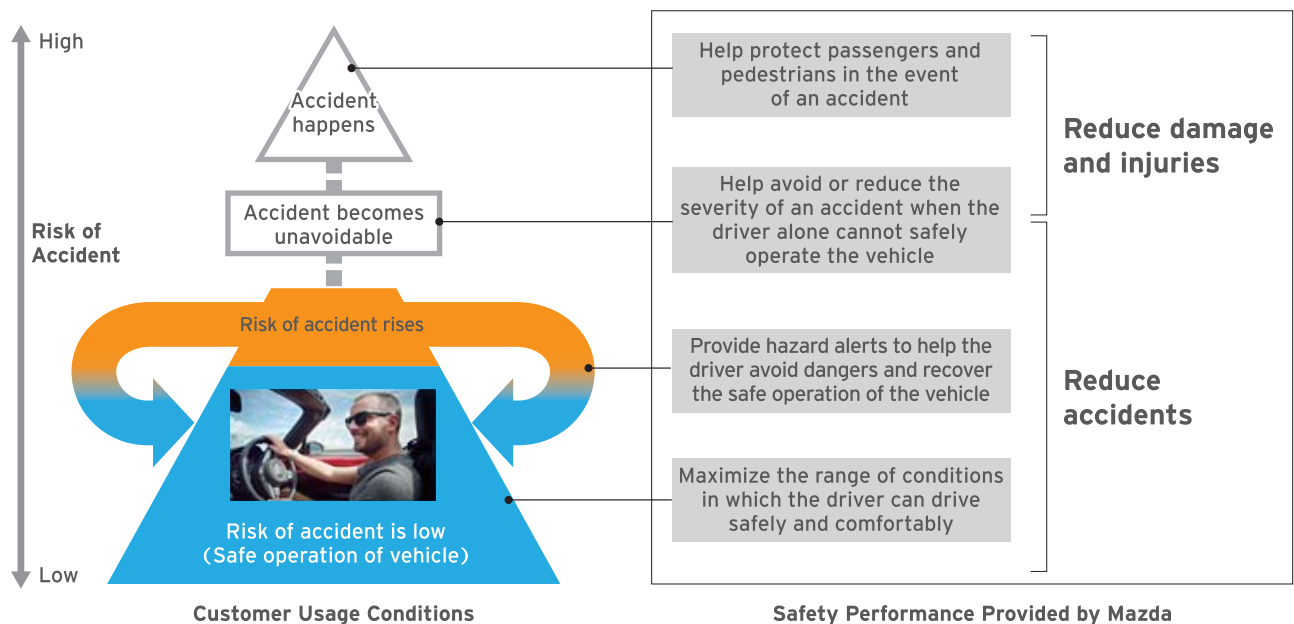 High
Accident
happens
Accident becomes
unavoidable
Risk of
Accident
Risk of accident rises
Risk of accident is low
(Safe operation of vehicle)
Low
Customer Usage Conditions
Help protect passengers and
pedestrians in the event
of an accident
Help avoid or reduce the
severity of an accident when the
driver alone cannot safely
operate the vehicle
Provide hazard alerts to help the
driver avoid dangers and recover
the safe operation of the vehicle
Maximize the range of conditions
in which the driver can drive
safely and comfortably
Reduce damage
and injuries
Reduce
accidents
Safety Performance Provided by Mazda